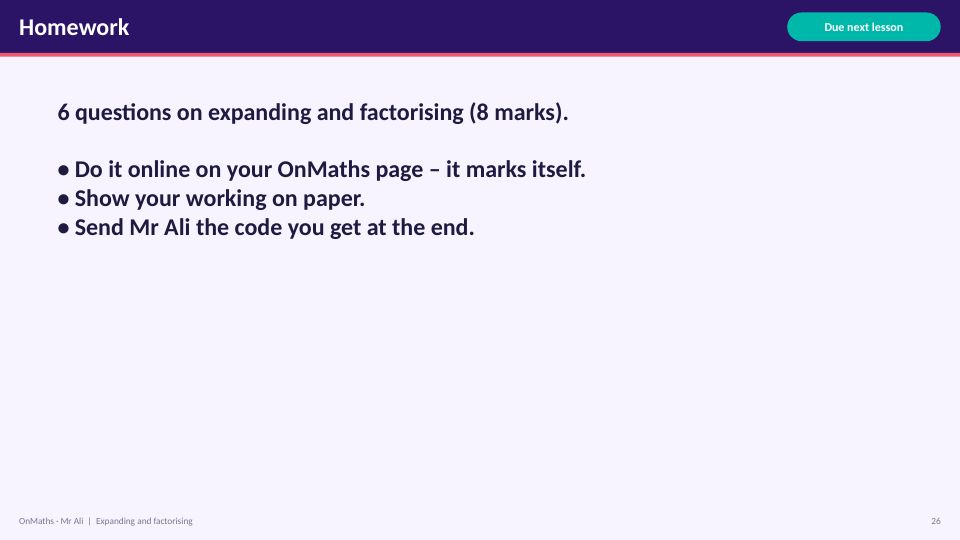 Homework
Due next lesson
6 questions on expanding and factorising (8 marks).
● Do it online on your OnMaths page – it marks itself.
● Show your working on paper.
● Send Mr Ali the code you get at the end.
OnMaths - Mr Ali | Expanding and factorising
26